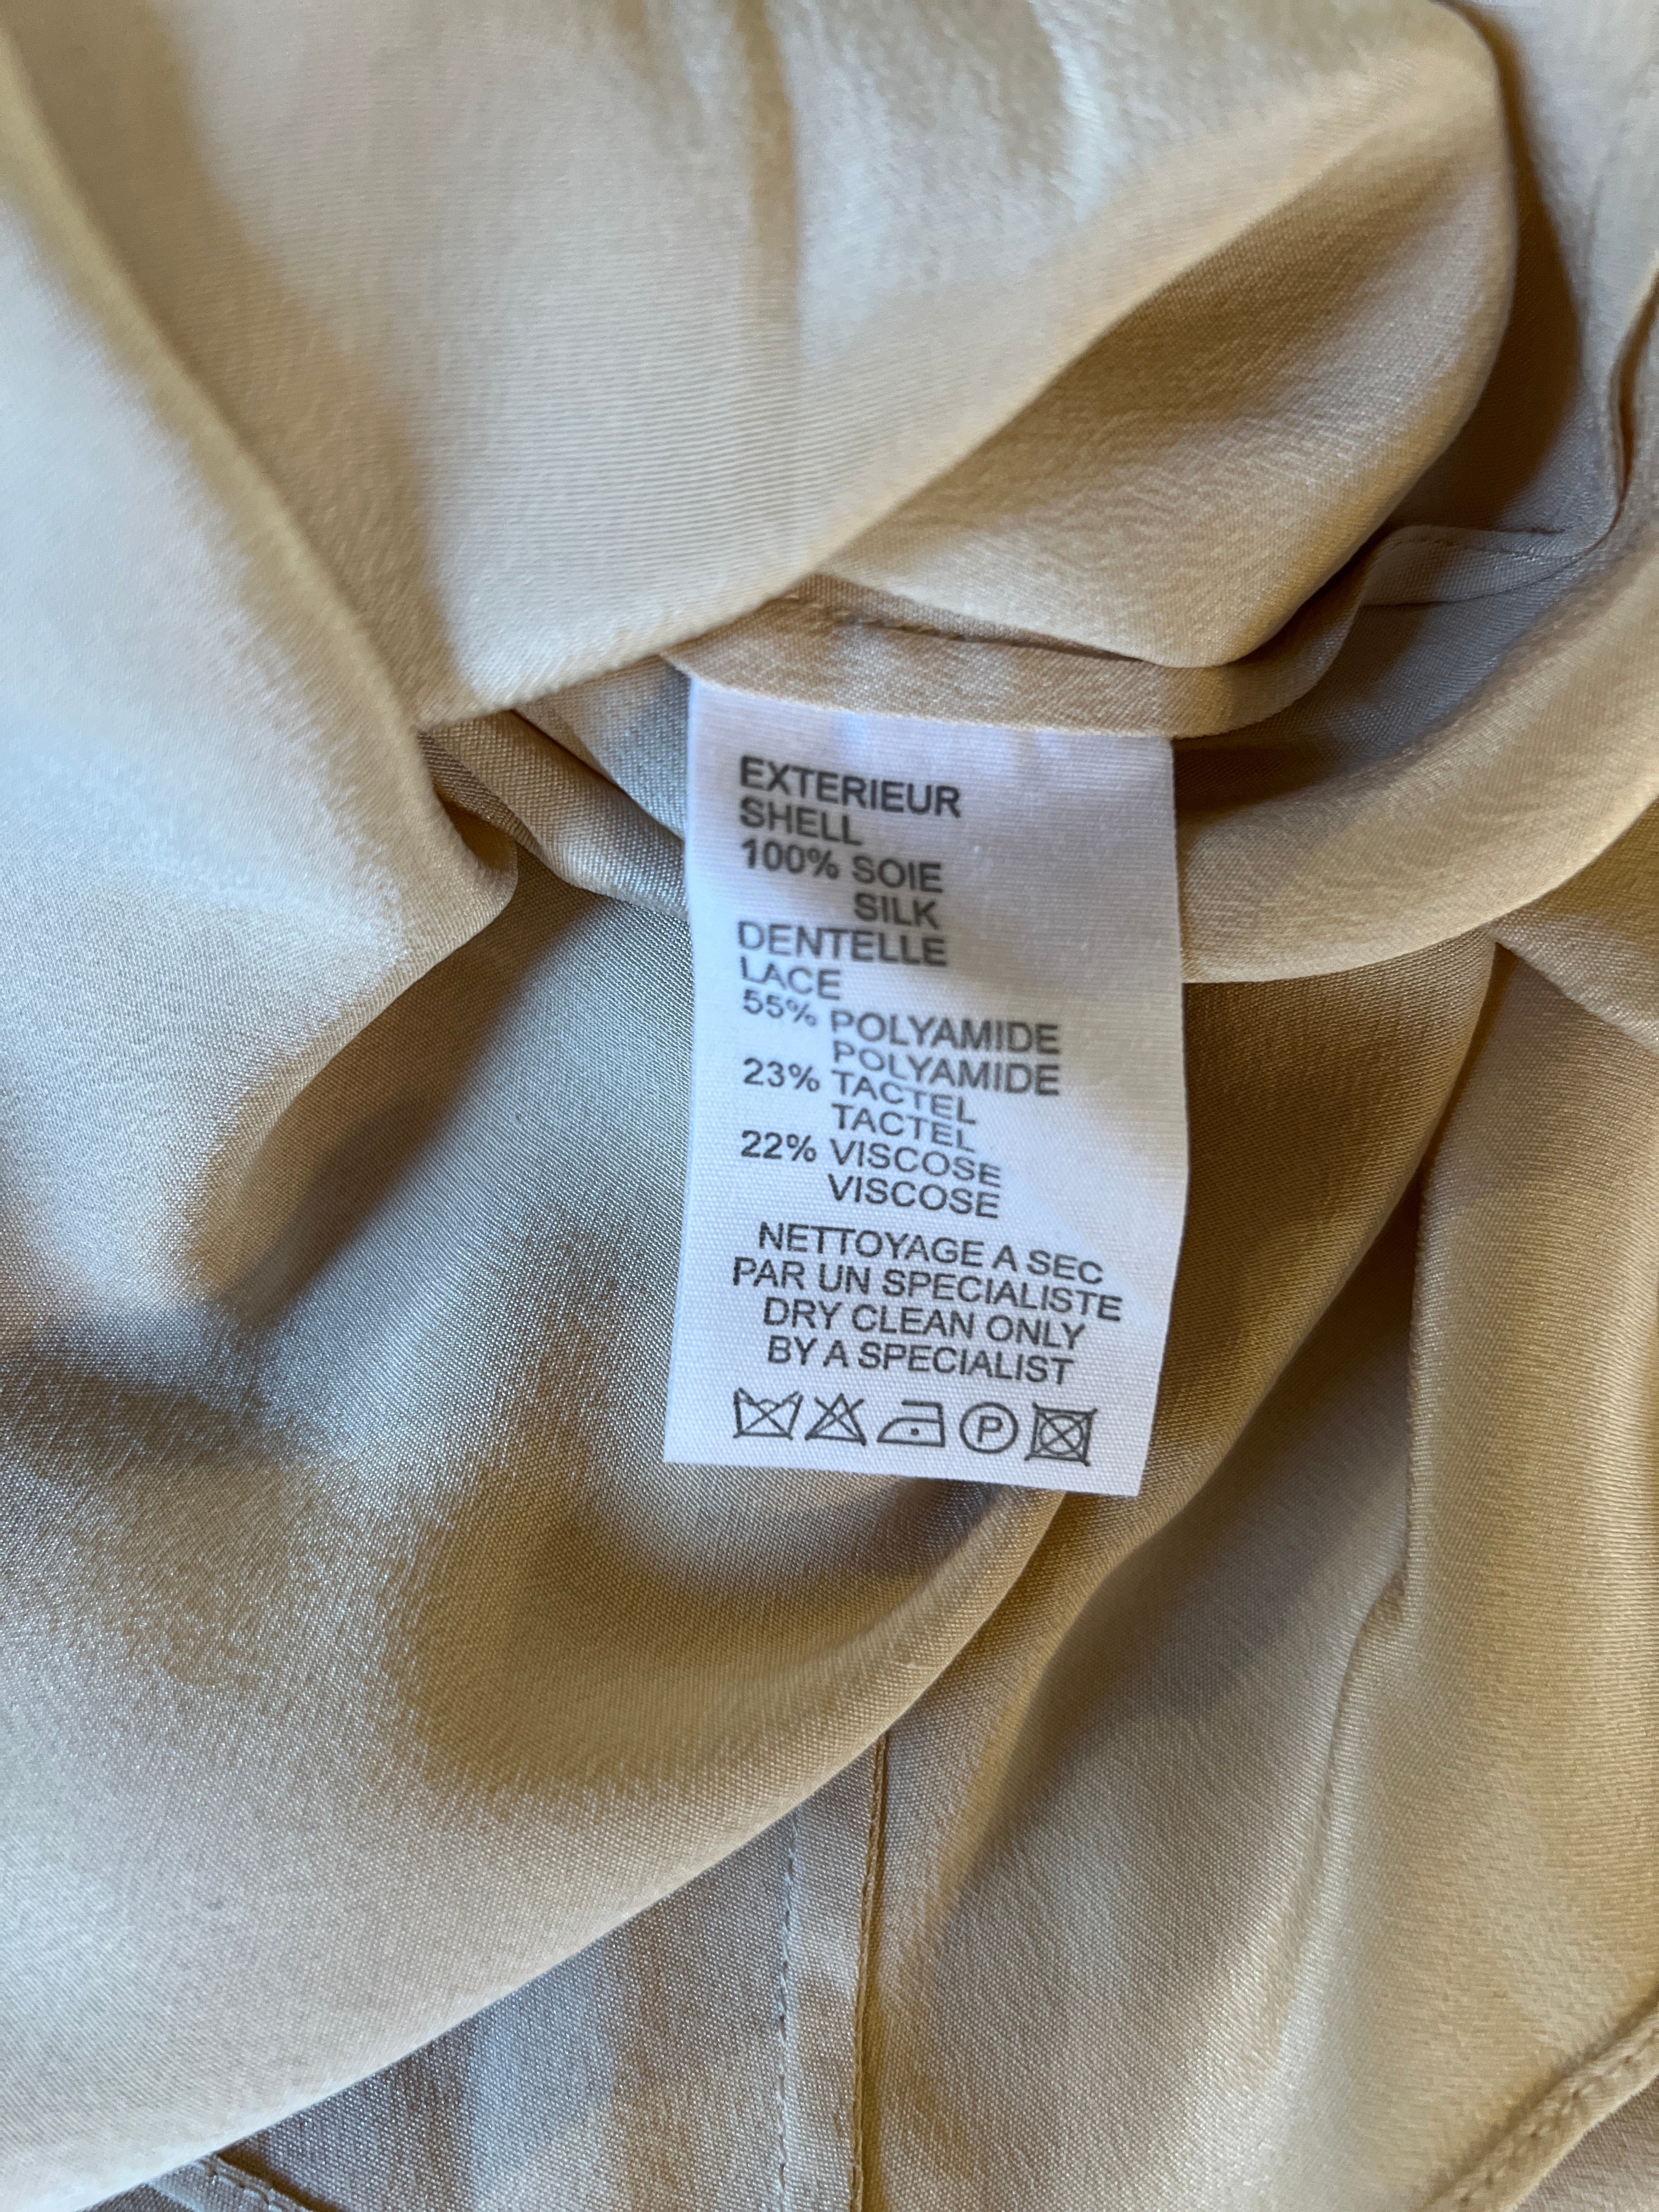 EXTERIEUR
SHELL
100% SOIE
SILK
DENTELLE
LACE
55% POLYAMIDE
POLYAMIDE
23% TACTEL
TACTEL
22% VISCOSE
VISCOSE
NETTOYAGE A SEC
PAR UN SPECIALISTE
DRY CLEAN ONLY
BY A SPECIALIST
P